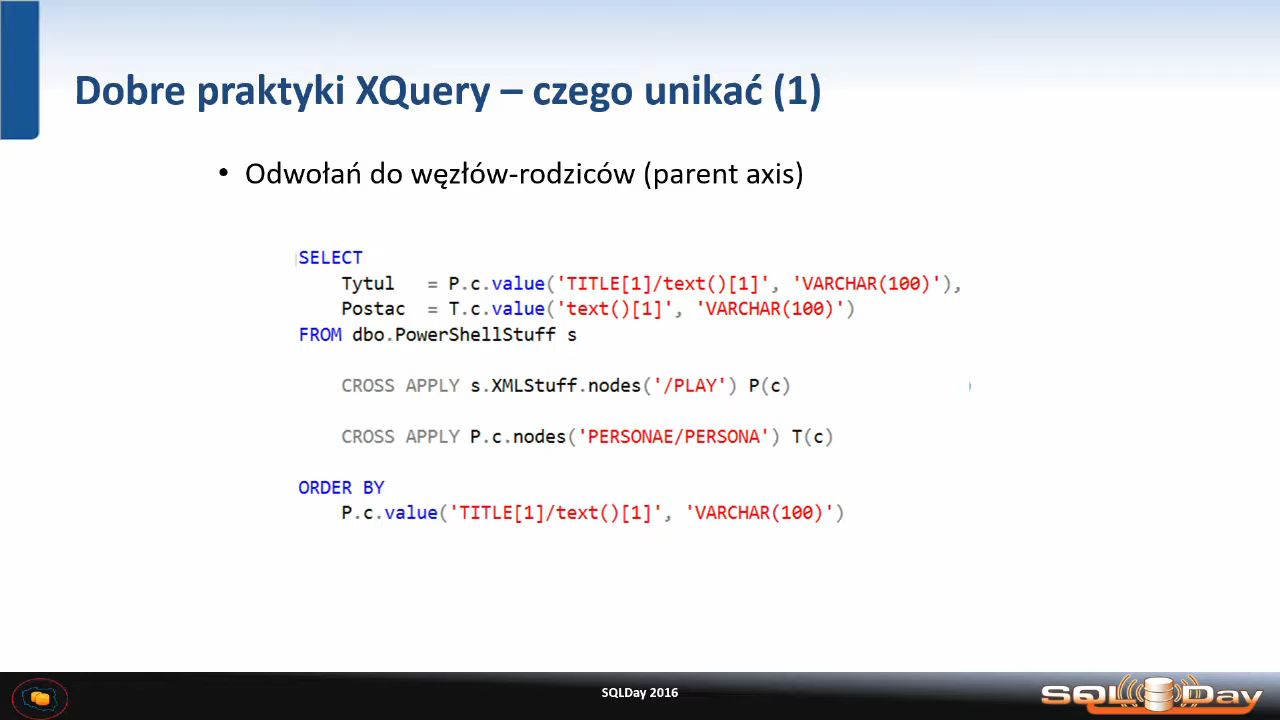 Dobre praktyki XQuery – czego unikać (1)
• Odwołań do węzłów-rodziców (parent axis)
SELECT
Tytul = P.c.value('TITLE[1]/text()[1]', 'VARCHAR(100)'),
Postac = T.c.value('text()[1]', 'VARCHAR(100)')
FROM dbo.PowerShellStuff s
CROSS APPLY s.XMLStuff.nodes('/PLAY') P(c)
CROSS APPLY P.c.nodes('PERSONAE/PERSONA') T(c)
ORDER BY
P.c.value('TITLE[1]/text()[1]', 'VARCHAR(100)')
SQLDay 2016
SQL Day